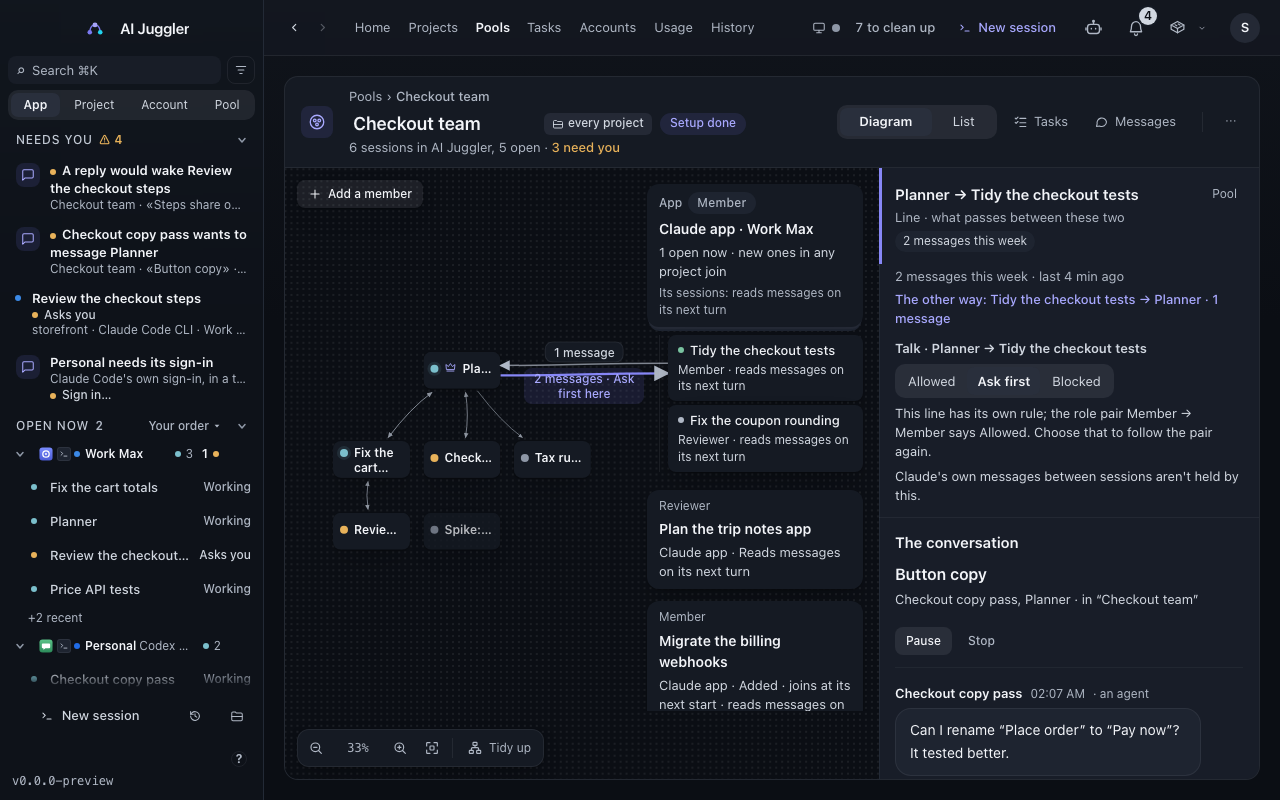 AI Juggler
Search ⌘K
App Project Account Pool
NEEDS YOU 4
A reply would wake Review
the checkout steps
Checkout team · «Steps share o...
Checkout copy pass wants to
message Planner
Checkout team · «Button copy» ·...
Review the checkout steps
Asks you
storefront · Claude Code CLI · Work ...
Personal needs its sign-in
Claude Code's own sign-in, in a t...
Sign in...
OPEN NOW 2 Your order
Work Max 3 1
Fix the cart totals Working
Planner Working
Review the checkout... Asks you
Price API tests Working
+2 recent
Personal Codex ... 2
Checkout copy pass Working
New session
?
v0.0.0-preview
Home Projects Pools Tasks Accounts Usage History
7 to clean up
New session
4
S
Pools › Checkout team
Checkout team
every project
Setup done
6 sessions in AI Juggler, 5 open · 3 need you
Diagram List
Tasks
Messages
···
Add a member
App Member
Claude app · Work Max
1 open now · new ones in any
project join
Its sessions: reads messages on
its next turn
1 message
2 messages · Ask
first here
Pla...
Tidy the checkout tests
Member · reads messages on
its next turn
Fix the coupon rounding
Reviewer · reads messages on
its next turn
Fix the
cart...
Check...
Tax ru...
Revie...
Spike:...
Reviewer
Plan the trip notes app
Claude app · Reads messages
on its next turn
Member
Migrate the billing
webhooks
Claude app · Added · joins at its
next start · reads messages on
33%
Tidy up
Planner → Tidy the checkout tests Pool
Line · what passes between these two
2 messages this week
2 messages this week · last 4 min ago
The other way: Tidy the checkout tests → Planner · 1
message
Talk · Planner → Tidy the checkout tests
Allowed Ask first Blocked
This line has its own rule; the role pair Member →
Member says Allowed. Choose that to follow the pair
again.
Claude's own messages between sessions aren't held by
this.
The conversation
Button copy
Checkout copy pass, Planner · in “Checkout team”
Pause Stop
Checkout copy pass 02:07 AM · an agent
Can I rename “Place order” to “Pay now”?
It tested better.